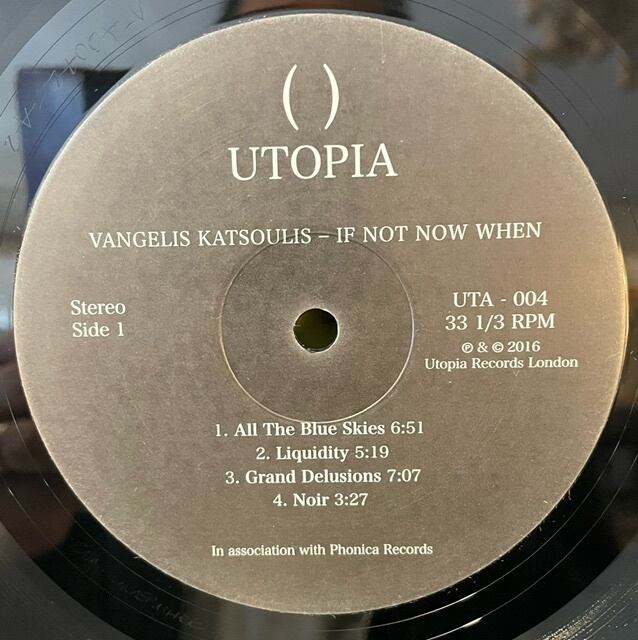 ( )
UTOPIA
VANGELIS KATSOULIS – IF NOT NOW WHEN
Stereo
Side 1
UTA - 004
33 1/3 RPM
℗ & © 2016
Utopia Records London
1. All The Blue Skies 6:51
2. Liquidity 5:19
3. Grand Delusions 7:07
4. Noir 3:27
In association with Phonica Records